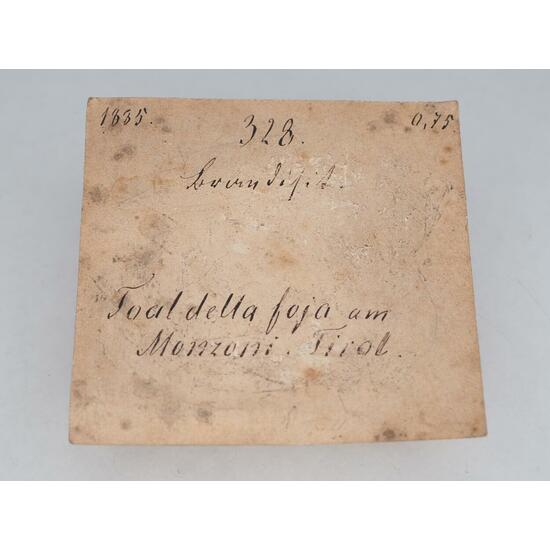 1835. 328. 0,75
Brandisit.
Toal della foja am
Monzoni. Tirol.